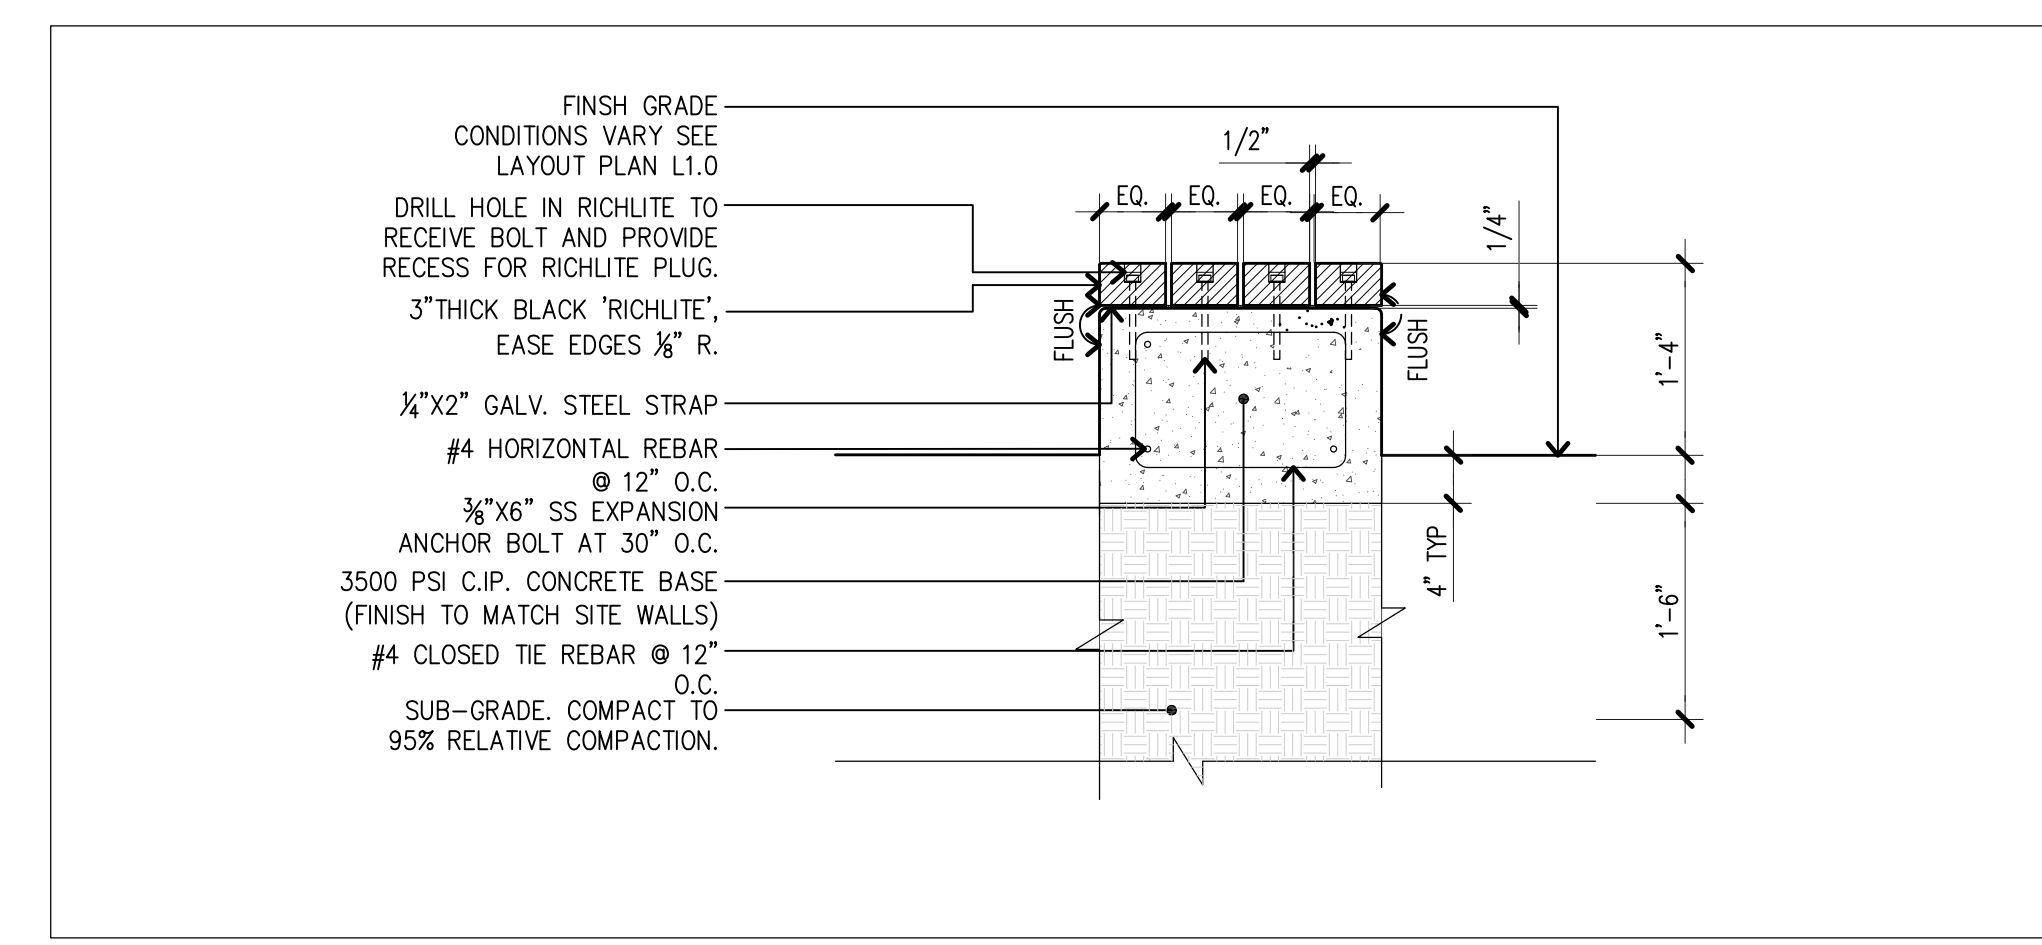 FINSH GRADE
CONDITIONS VARY SEE
LAYOUT PLAN L1.0
DRILL HOLE IN RICHLITE TO
RECEIVE BOLT AND PROVIDE
RECESS FOR RICHLITE PLUG.
3"THICK BLACK 'RICHLITE',
EASE EDGES ⅛" R.
¼"X2" GALV. STEEL STRAP
#4 HORIZONTAL REBAR
@ 12" O.C.
⅜"X6" SS EXPANSION
ANCHOR BOLT AT 30" O.C.
3500 PSI C.IP. CONCRETE BASE
(FINISH TO MATCH SITE WALLS)
#4 CLOSED TIE REBAR @ 12"
O.C.
SUB-GRADE. COMPACT TO
95% RELATIVE COMPACTION.
1/2"
EQ. EQ. EQ. EQ.
1/4"
FLUSH
FLUSH
1'-4"
4" TYP
1'-6"